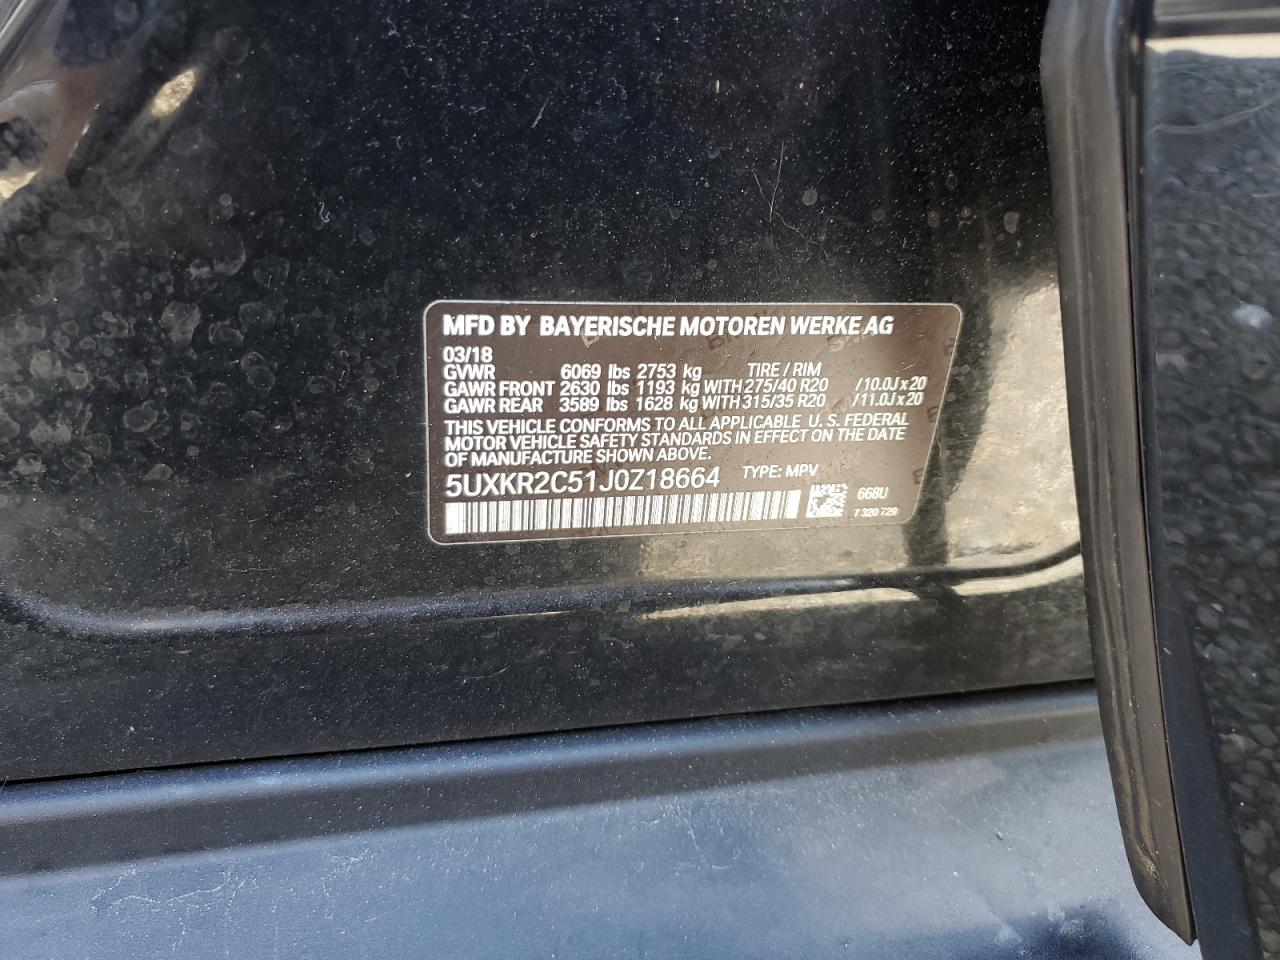 MFD BY BAYERISCHE MOTOREN WERKE AG
03/18
GVWR 6069 lbs 2753 kg TIRE / RIM
GAWR FRONT 2630 lbs 1193 kg WITH 275/40 R20 /10.0J x 20
GAWR REAR 3589 lbs 1628 kg WITH 315/35 R20 /11.0J x 20
THIS VEHICLE CONFORMS TO ALL APPLICABLE U. S. FEDERAL
MOTOR VEHICLE SAFETY STANDARDS IN EFFECT ON THE DATE
OF MANUFACTURE SHOWN ABOVE.
5UXKR2C51J0Z18664 TYPE: MPV
668U
7 320 729